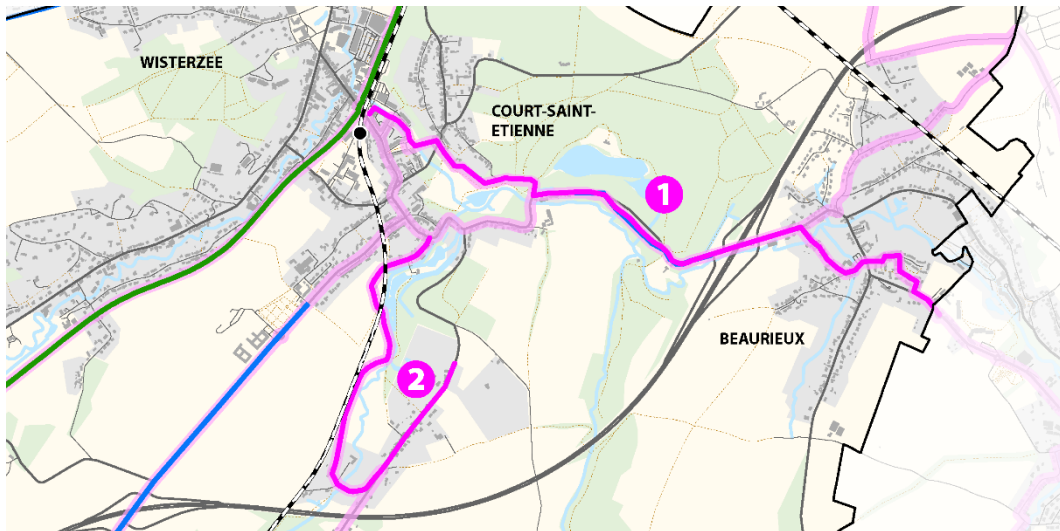 WISTERZEE
COURT-SAINT-
ETIENNE
1
BEAURIEUX
2